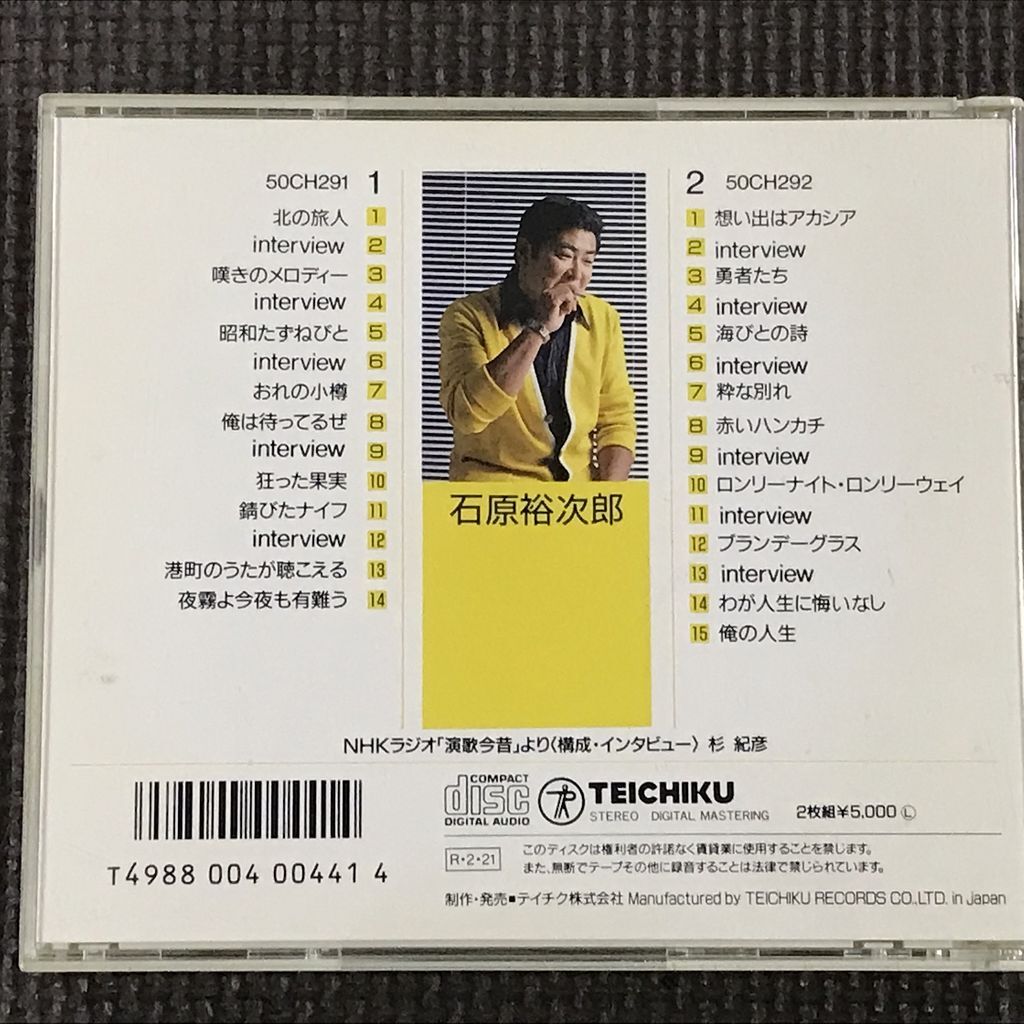 50CH291 1
北の旅人 1
interview 2
嘆きのメロディー 3
interview 4
昭和たずねびと 5
interview 6
おれの小樽 7
俺は待ってるぜ 8
interview 9
狂った果実 10
錆びたナイフ 11
interview 12
港町のうたが聴こえる 13
夜霧よ今夜も有難う 14
石原裕次郎
2 50CH292
1 想い出はアカシア
2 interview
3 勇者たち
4 interview
5 海びとの詩
6 interview
7 粋な別れ
8 赤いハンカチ
9 interview
10 ロンリーナイト・ロンリーウェイ
11 interview
12 ブランデーグラス
13 interview
14 わが人生に悔いなし
15 俺の人生
NHKラジオ「演歌今昔」より〈構成・インタビュー〉 杉 紀彦
T4988 004 00441 4
COMPACT
disc
DIGITAL AUDIO
TEICHIKU
STEREO DIGITAL MASTERING
2枚組¥5,000 Ⓛ
R・2・21
このディスクは権利者の許諾なく賃貸業に使用することを禁じます。
また、無断でテープその他に録音することは法律で禁じられています。
制作・発売■テイチク株式会社 Manufactured by TEICHIKU RECORDS CO.,LTD. in Japan